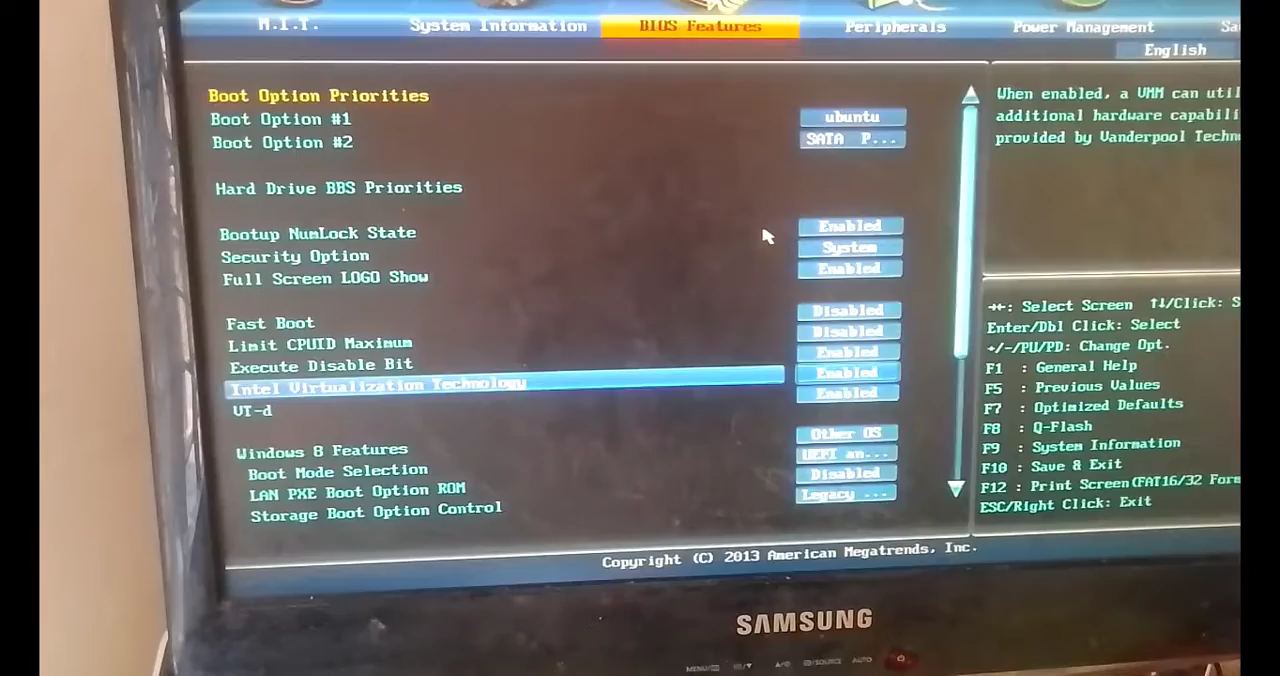 M.I.T. System Information BIOS Features Peripherals Power Management Sa
English
Boot Option Priorities
Boot Option #1 ubuntu
Boot Option #2 SATA P...
Hard Drive BBS Priorities
Bootup NumLock State Enabled
Security Option System
Full Screen LOGO Show Enabled
Fast Boot Disabled
Limit CPUID Maximum Disabled
Execute Disable Bit Enabled
Intel Virtualization Technology Enabled
VT-d Enabled
Windows 8 Features Other OS
Boot Mode Selection UEFI an...
LAN PXE Boot Option ROM Disabled
Storage Boot Option Control Legacy ...
When enabled, a VMM can util
additional hardware capabili
provided by Vanderpool Techn
→←: Select Screen ↑↓/Click: S
Enter/Dbl Click: Select
+/-/PU/PD: Change Opt.
F1 : General Help
F5 : Previous Values
F7 : Optimized Defaults
F8 : Q-Flash
F9 : System Information
F10 : Save & Exit
F12 : Print Screen(FAT16/32 Form
ESC/Right Click: Exit
Copyright (C) 2013 American Megatrends, Inc.
SAMSUNG
MENU AUTO